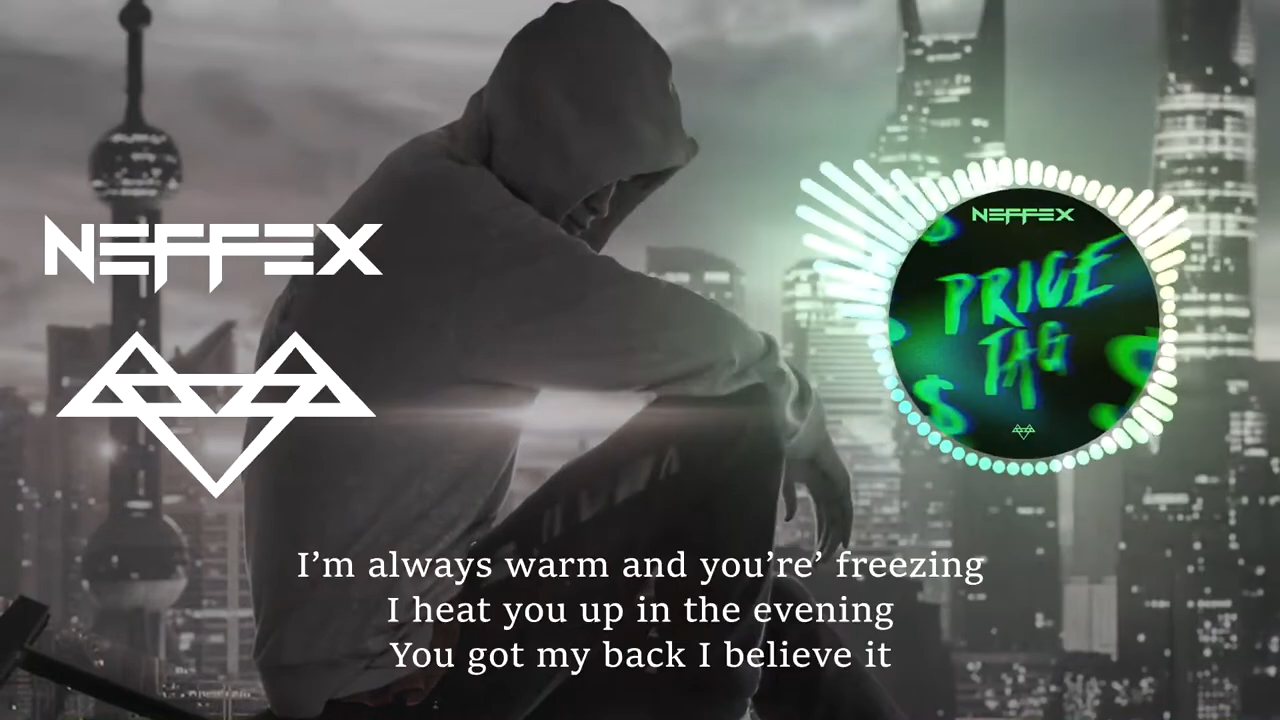 NEFFEX
NEFFEX
PRICE
TAG
I’m always warm and you’re’ freezing
I heat you up in the evening
You got my back I believe it